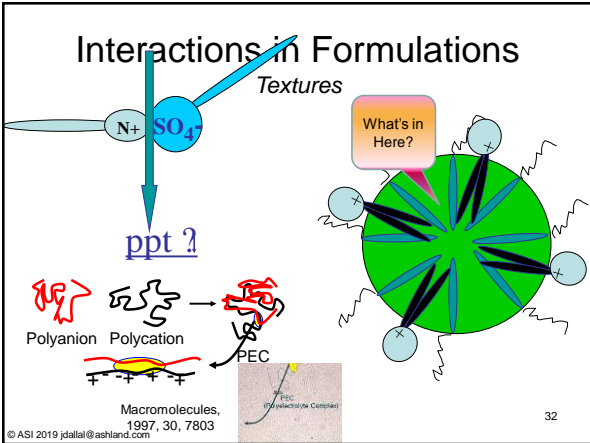 Interactions in Formulations
Textures
N+
SO4-
What's in
Here?
ppt ?
+
+
+
+
Polyanion
Polycation
PEC
PEC
(Polyelectrolyte Complex)
Macromolecules,
1997, 30, 7803
32
© ASI 2019 jdallal@ashland.com